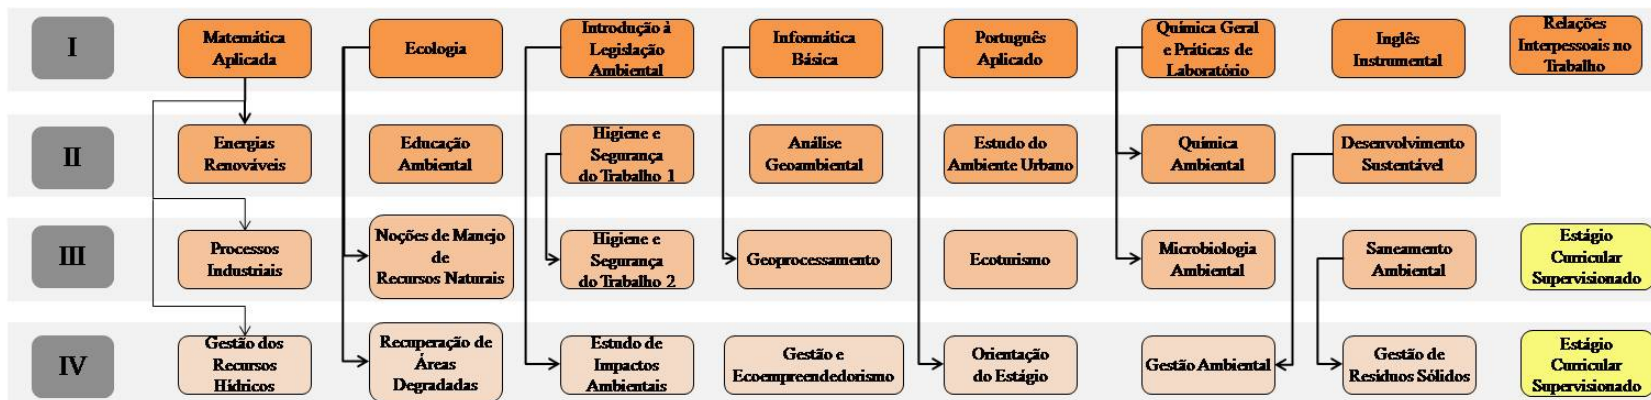 I
Matemática
Aplicada
Ecologia
Introdução à
Legislação
Ambiental
Informática
Básica
Português
Aplicado
Química Geral
e Práticas de
Laboratório
Inglês
Instrumental
Relações
Interpessoais no
Trabalho
II
Energias
Renováveis
Educação
Ambiental
Higiene e
Segurança
do Trabalho 1
Análise
Geoambiental
Estudo do
Ambiente Urbano
Química
Ambiental
Desenvolvimento
Sustentável
III
Processos
Industriais
Noções de Manejo
de
Recursos Naturais
Higiene e
Segurança
do Trabalho 2
Geoprocessamento
Ecoturismo
Microbiologia
Ambiental
Saneamento
Ambiental
Estágio
Curricular
Supervisionado
IV
Gestão dos
Recursos
Hídricos
Recuperação de
Áreas
Degradadas
Estudo de
Impactos
Ambientais
Gestão e
Ecoempreendedorismo
Orientação
do Estágio
Gestão Ambiental
Gestão de
Resíduos Sólidos
Estágio
Curricular
Supervisionado